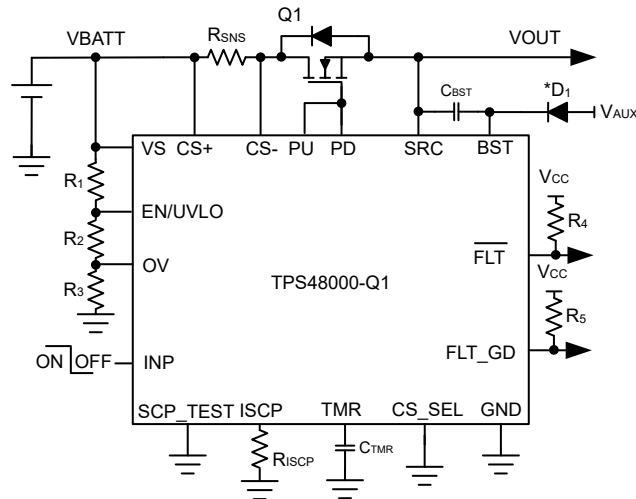 Q1
VBATT
RSNS
VOUT
CBST
*D1
VAUX
VS
CS+
CS-
PU
PD
SRC
BST
R1
EN/UVLO
VCC
R4
R2
OV
FLT
R3
TPS48000-Q1
VCC
R5
FLT_GD
ON
OFF
INP
SCP_TEST
ISCP
TMR
CS_SEL
GND
RISCP
CTMR